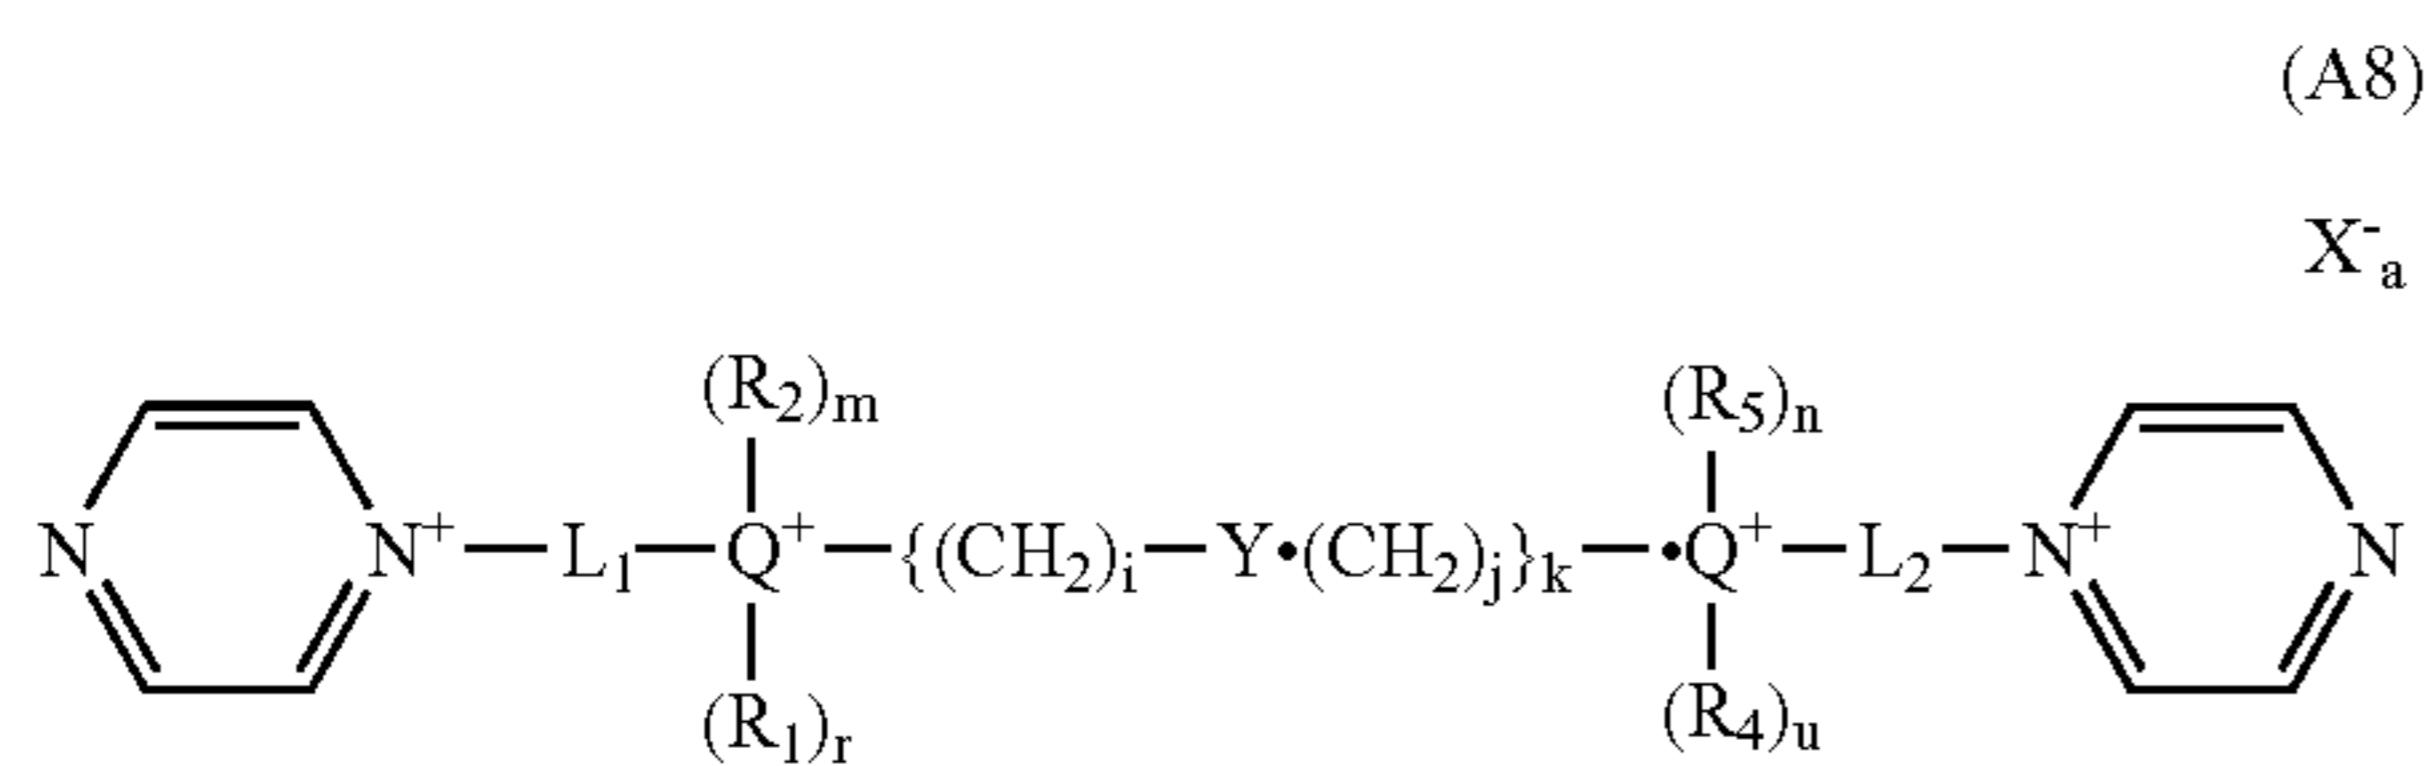 (A8)
X⁻ₐ
(R₂)ₘ (R₅)ₙ
N N⁺—L₁—Q⁺—{(CH₂)ᵢ—Y•(CH₂)ⱼ}ₖ—•Q⁺—L₂—N⁺ N
(R₁)ᵣ (R₄)ᵤ